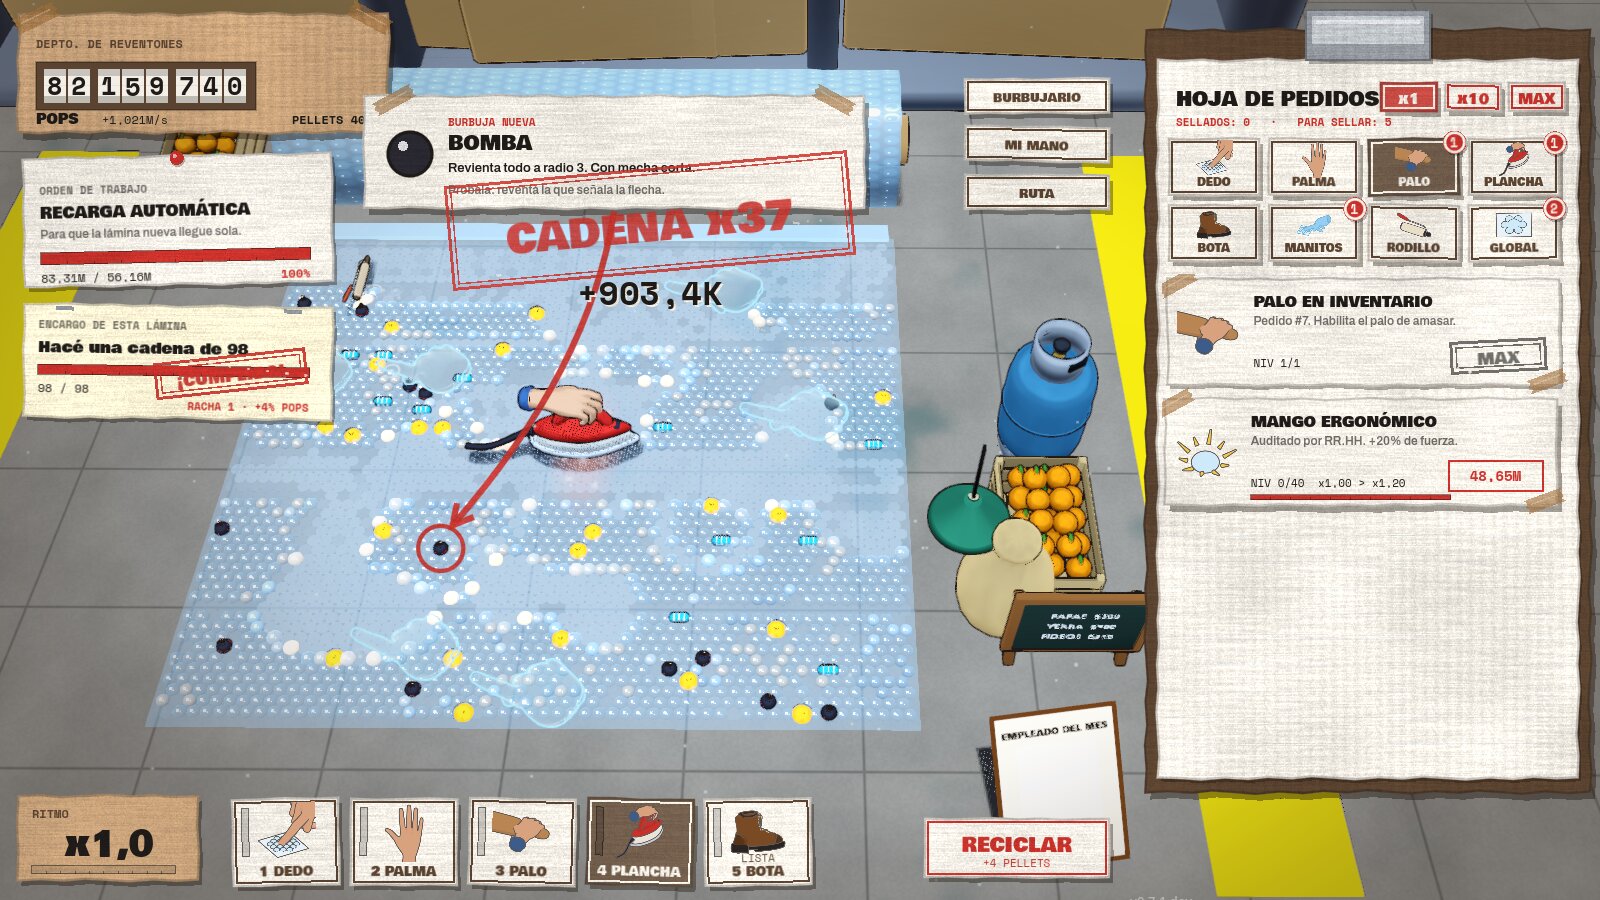 DEPTO. DE REVENTONES
82 159 740
POPS +1,021M/s PELLETS 40
ORDEN DE TRABAJO
RECARGA AUTOMÁTICA
Para que la lámina nueva llegue sola.
83,31M / 56,16M 100%
ENCARGO DE ESTA LÁMINA
Hacé una cadena de 98
98 / 98
RACHA 1 · +4% POPS
BURBUJA NUEVA
BOMBA
Revienta todo a radio 3. Con mecha corta.
Probala: reventá la que señala la flecha.
CADENA x37
+903,4K
BURBUJARIO
MI MANO
RUTA
HOJA DE PEDIDOS x1 x10 MAX
SELLADOS: 0 · PARA SELLAR: 5
DEDO
PALMA
PALO 1
PLANCHA 1
BOTA
MANITOS 1
RODILLO
GLOBAL 2
PALO EN INVENTARIO
Pedido #7. Habilita el palo de amasar.
NIV 1/1 MAX
MANGO ERGONÓMICO
Auditado por RR.HH. +20% de fuerza.
NIV 0/40 x1,00 > x1,20 48,65M
EMPLEADO DEL MES
RITMO
x1,0
1 DEDO
2 PALMA
3 PALO
4 PLANCHA
LISTA
5 BOTA
RECICLAR
+4 PELLETS